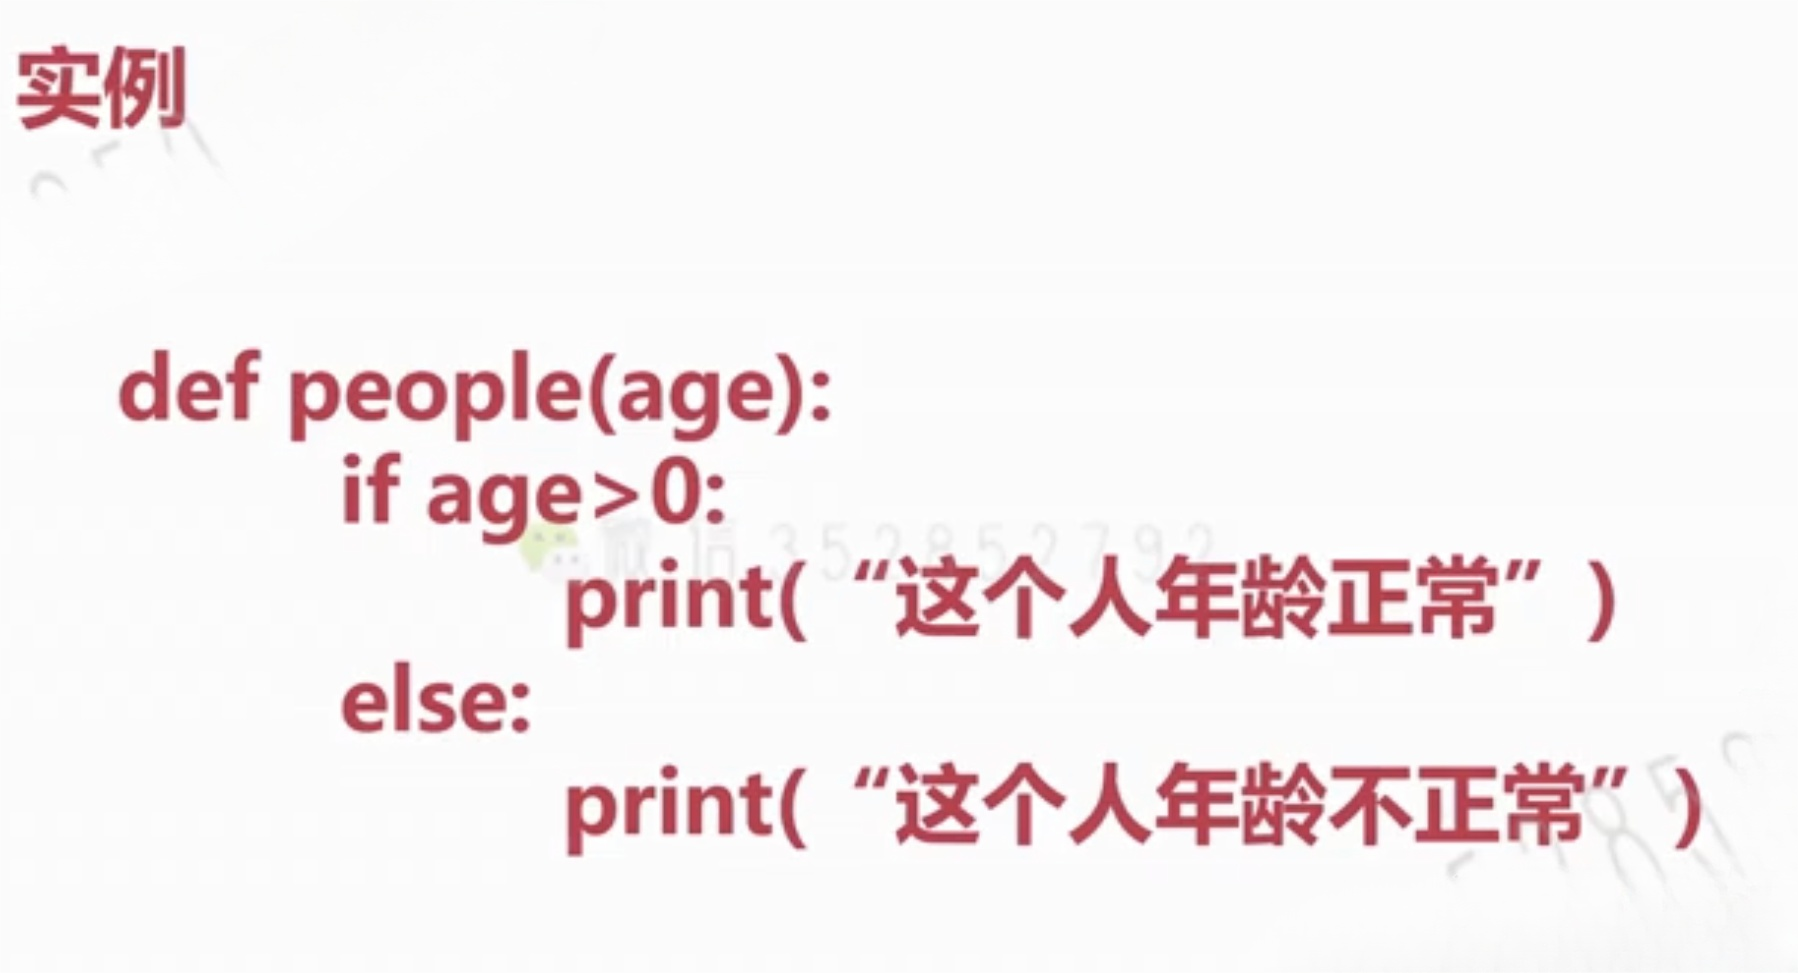 实例
def people(age):
if age>0:
微信 352852792
print( “这个人年龄正常” )
else:
print( “这个人年龄不正常” )